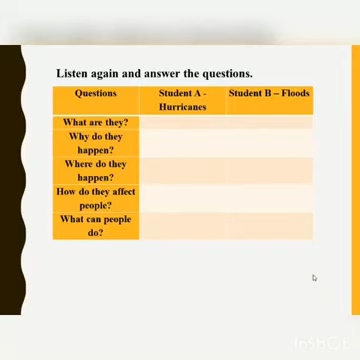 Listen again and answer the questions.
Questions
Student A -
Hurricanes
Student B – Floods
What are they?
Why do they
happen?
Where do they
happen?
How do they affect
people?
What can people
do?
InShOt